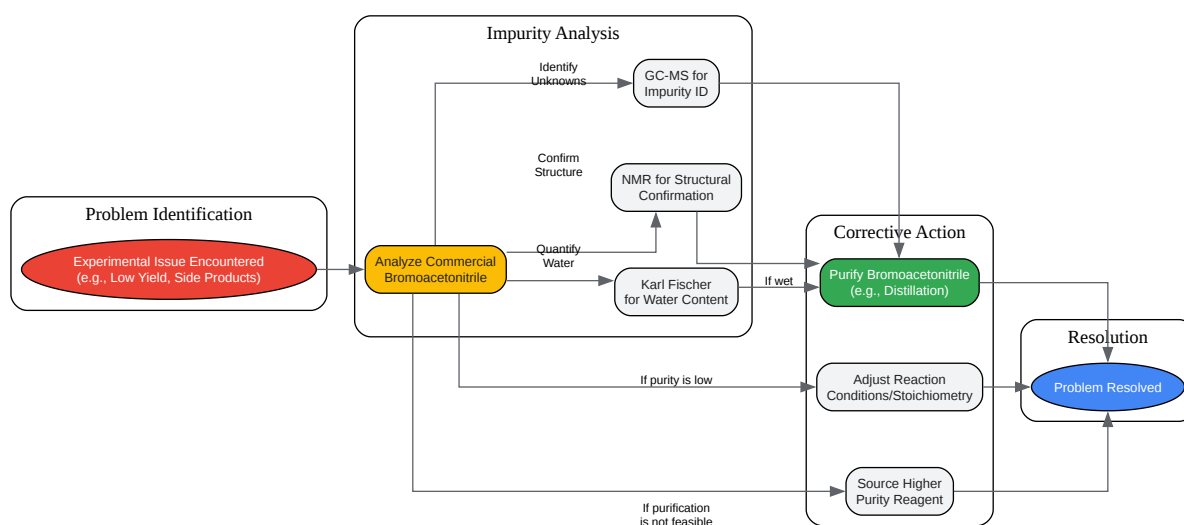 Impurity Analysis
Identify
Unknowns
GC-MS for
Impurity ID
Confirm
Structure
NMR for Structural
Confirmation
Problem Identification
Experimental Issue Encountered
(e.g., Low Yield, Side Products)
Analyze Commercial
Bromoacetonitrile
Quantify
Water
Karl Fischer
for Water Content
If wet
Corrective Action
Purify Bromoacetonitrile
(e.g., Distillation)
If purity is low
Adjust Reaction
Conditions/Stoichiometry
Resolution
Problem Resolved
If purification
is not feasible
Source Higher
Purity Reagent